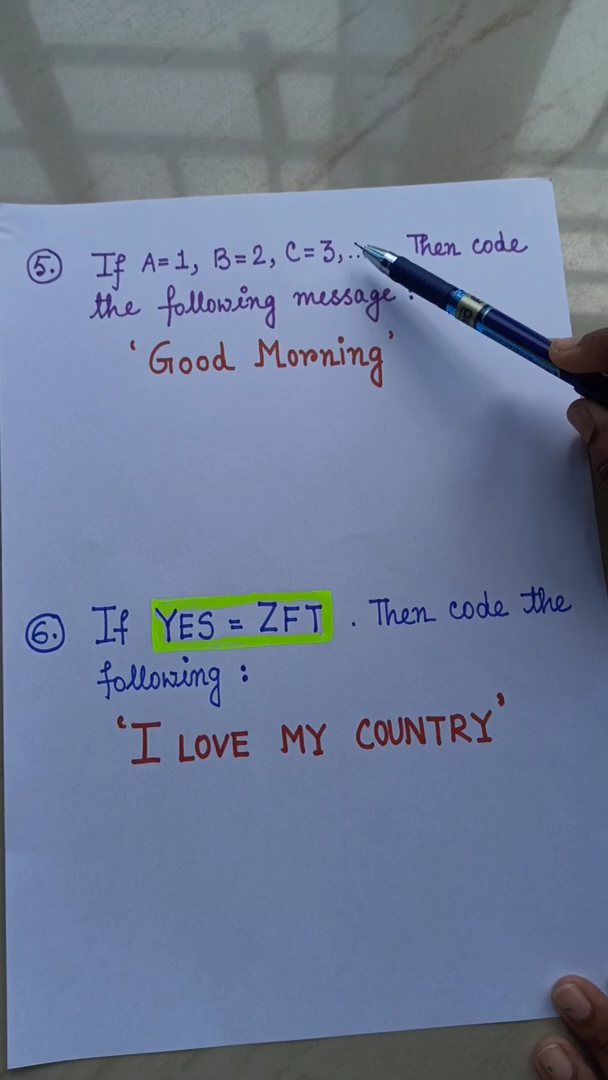 5. If A=1, B=2, C=3,... Then code
the following message :
'Good Morning'
6. If YES = ZFT . Then code the
following :
'I LOVE MY COUNTRY'